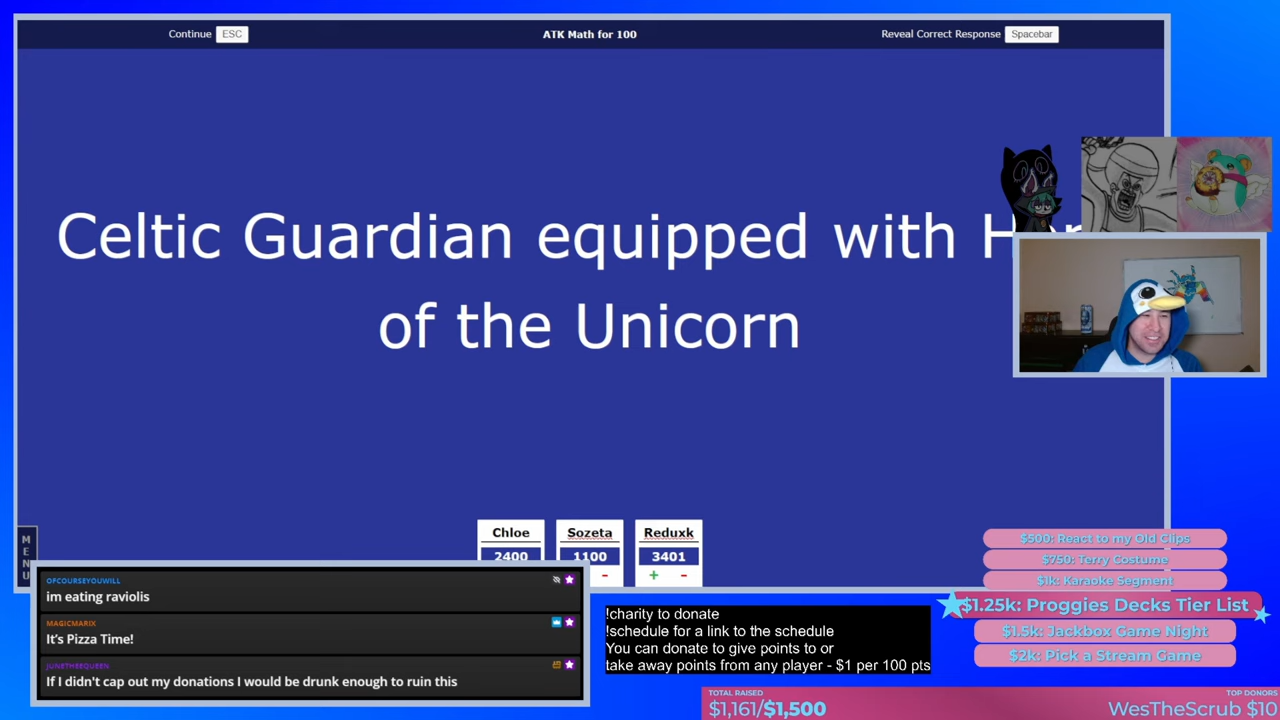 Continue ESC
ATK Math for 100
Reveal Correct Response Spacebar
Celtic Guardian equipped with
of the Unicorn
MENU
Chloe
2400
Sozeta
1100
-
Reduxk
3401
+ -
OFCOURSEYOUWILL
im eating raviolis
MAGICMARIX
It's Pizza Time!
JUNETHEEQUEEN
If I didn't cap out my donations I would be drunk enough to ruin this
!charity to donate
!schedule for a link to the schedule
You can donate to give points to or
take away points from any player - $1 per 100 pts
$500: React to my Old Clips
$750: Terry Costume
$1k: Karaoke Segment
$1.25k: Proggies Decks Tier List
$1.5k: Jackbox Game Night
$2k: Pick a Stream Game
TOTAL RAISED
$1,161/$1,500
TOP DONORS
WesTheScrub $10